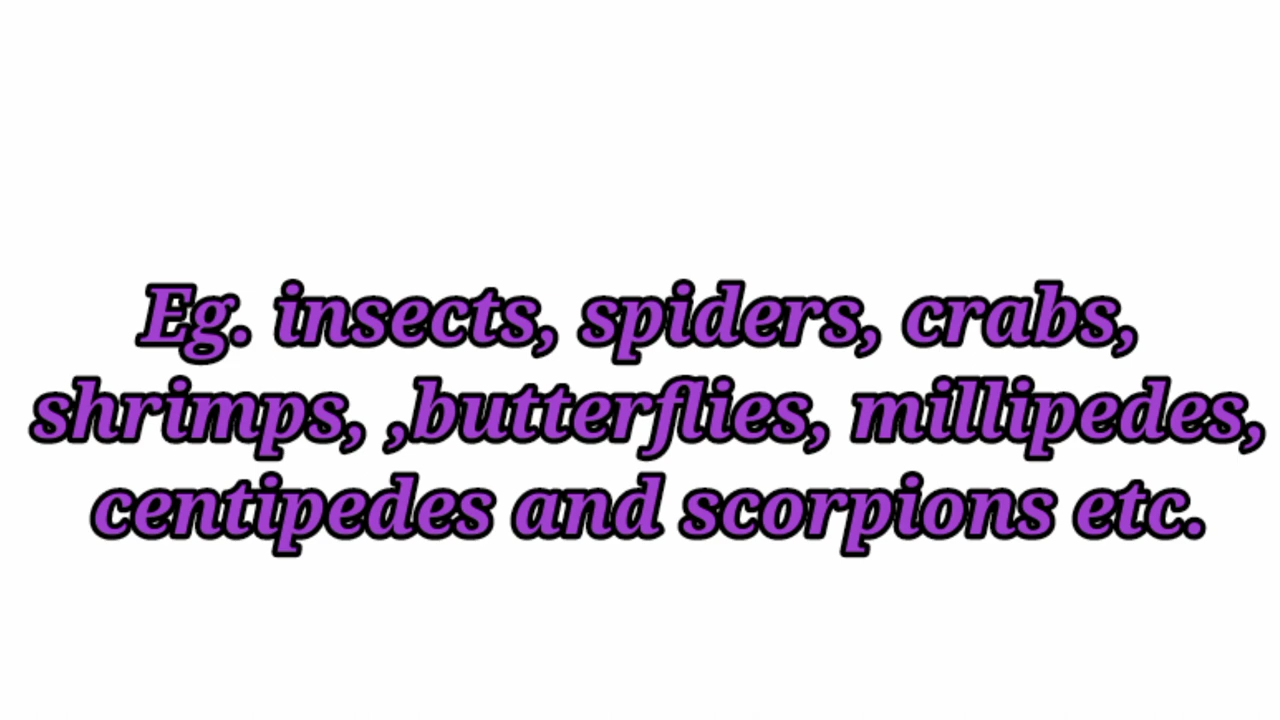 Eg. insects, spiders, crabs,
shrimps, ,butterflies, millipedes,
centipedes and scorpions etc.